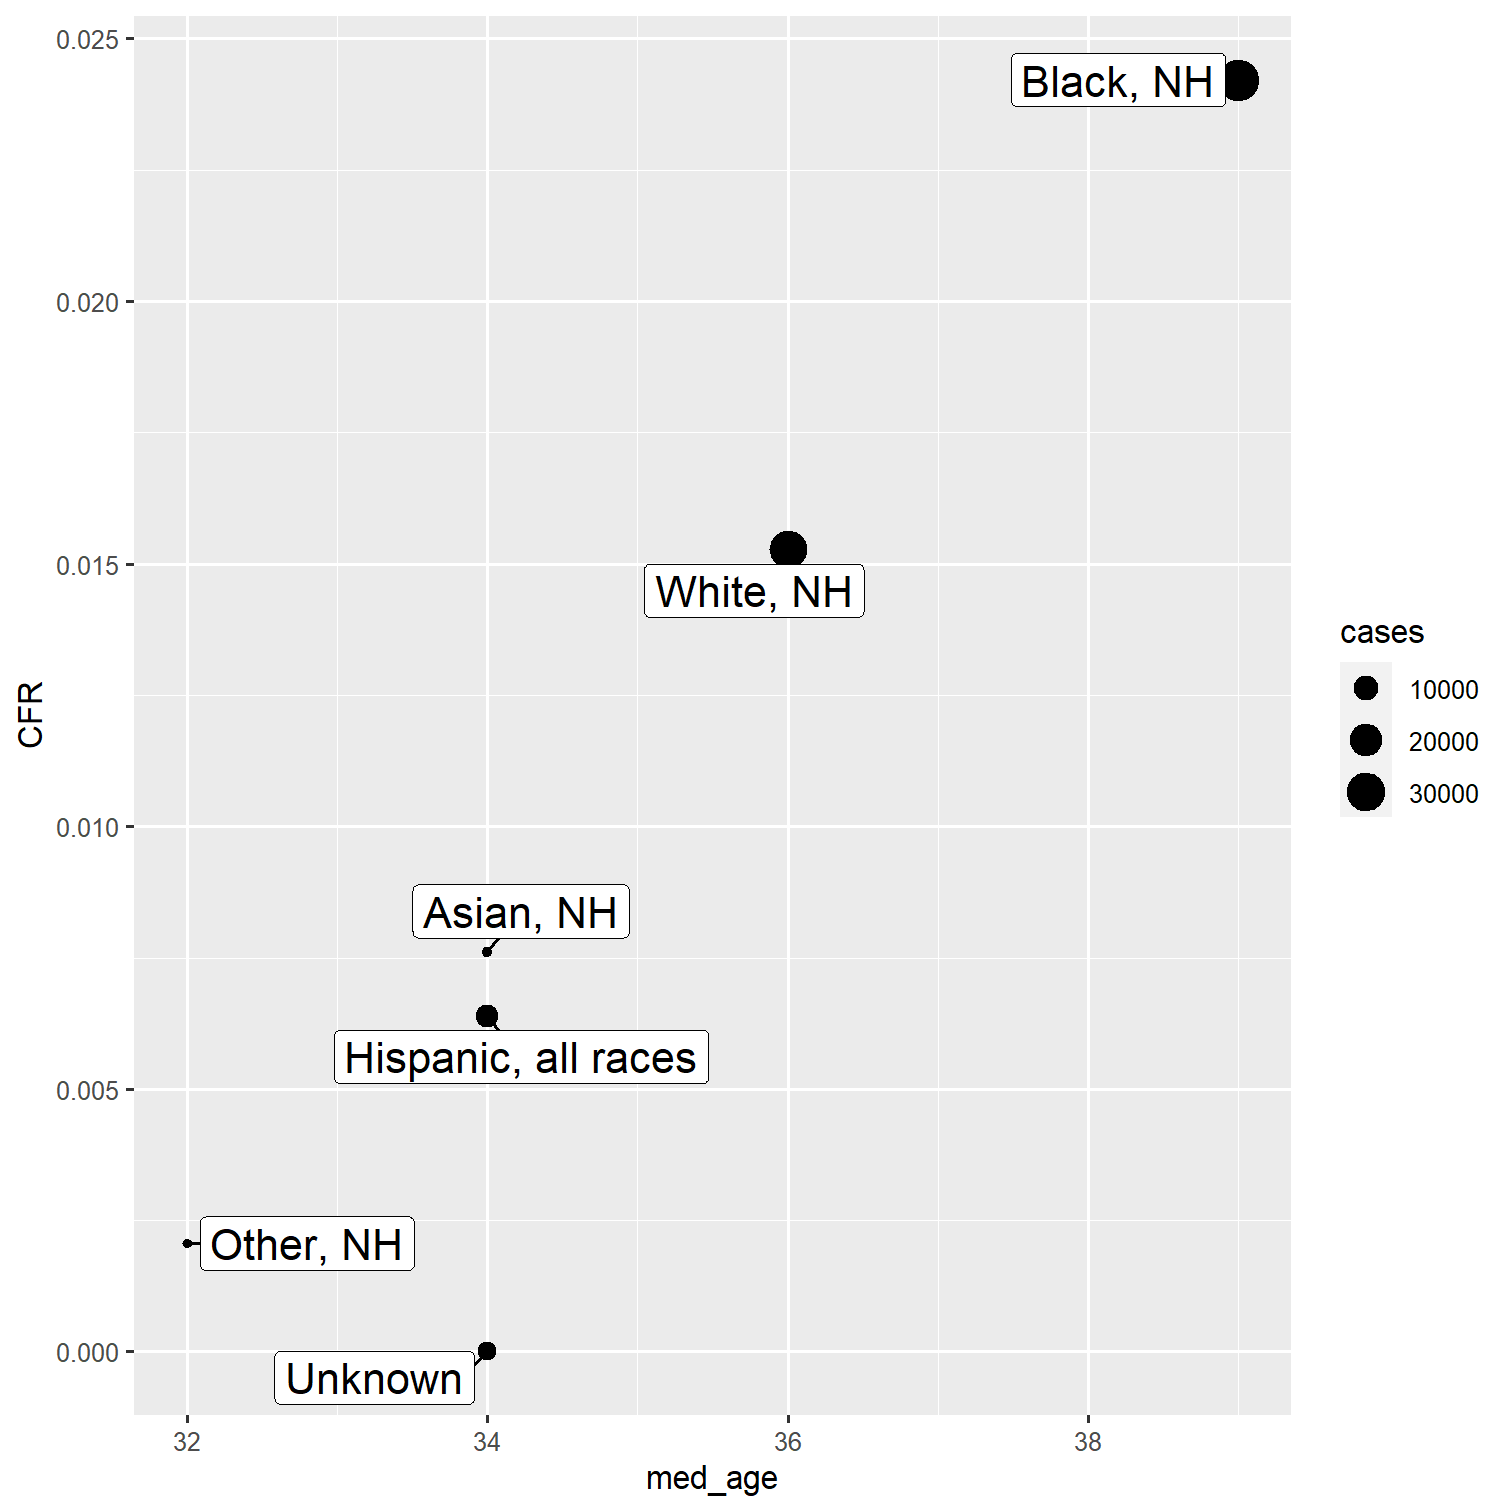 0.025
Black, NH
0.020
0.015
White, NH
cases
10000
20000
30000
CFR
0.010
Asian, NH
Hispanic, all races
0.005
Other, NH
0.000
Unknown
32 34 36 38
med_age